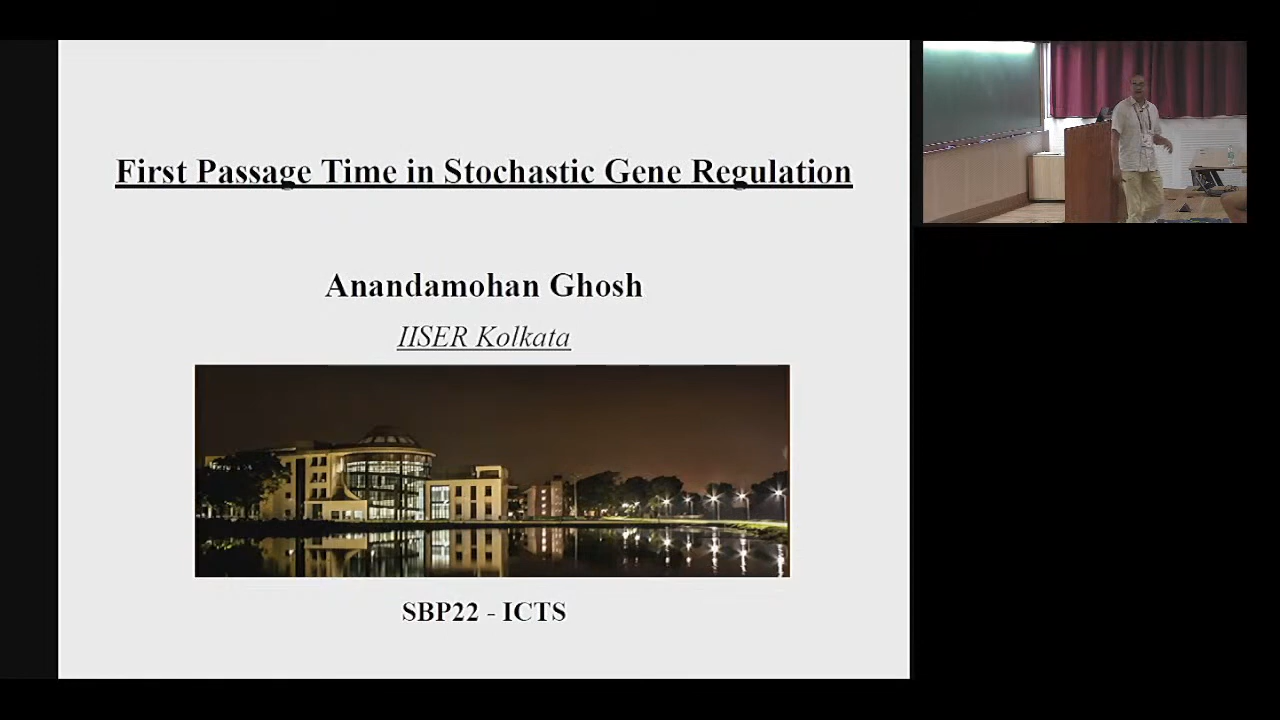 First Passage Time in Stochastic Gene Regulation
Anandamohan Ghosh
IISER Kolkata
SBP22 - ICTS